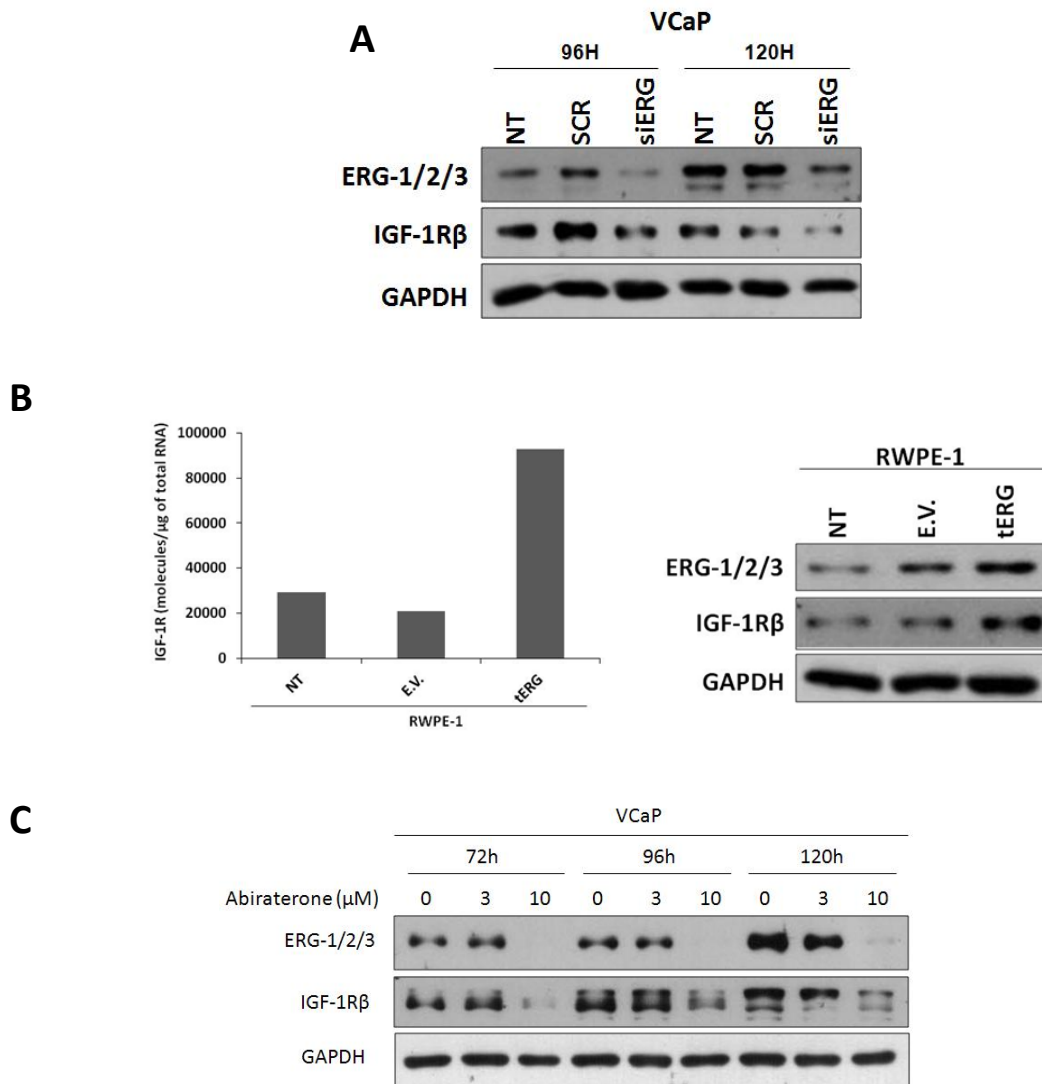 A
VCaP
96H 120H
NT SCR siERG NT SCR siERG
ERG-1/2/3
IGF-1Rβ
GAPDH
B
IGF-1R (molecules/µg of total RNA)
100000
80000
60000
40000
20000
0
NT E.V. tERG
RWPE-1
RWPE-1
NT E.V. tERG
ERG-1/2/3
IGF-1Rβ
GAPDH
C
VCaP
72h 96h 120h
Abiraterone (µM) 0 3 10 0 3 10 0 3 10
ERG-1/2/3
IGF-1Rβ
GAPDH